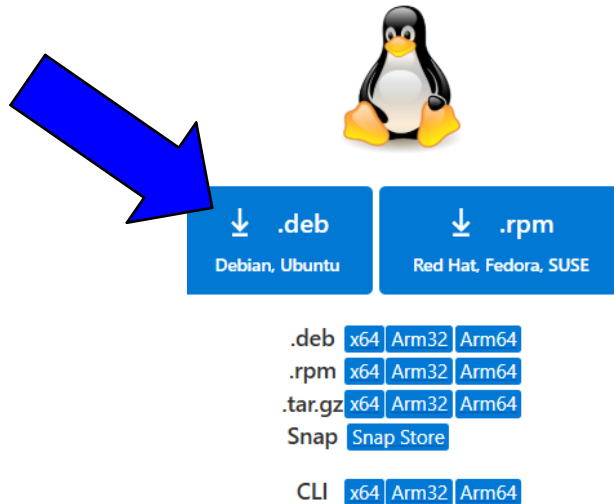 .deb .rpm
Debian, Ubuntu Red Hat, Fedora, SUSE
.deb x64 Arm32 Arm64
.rpm x64 Arm32 Arm64
.tar.gz x64 Arm32 Arm64
Snap Snap Store
CLI x64 Arm32 Arm64